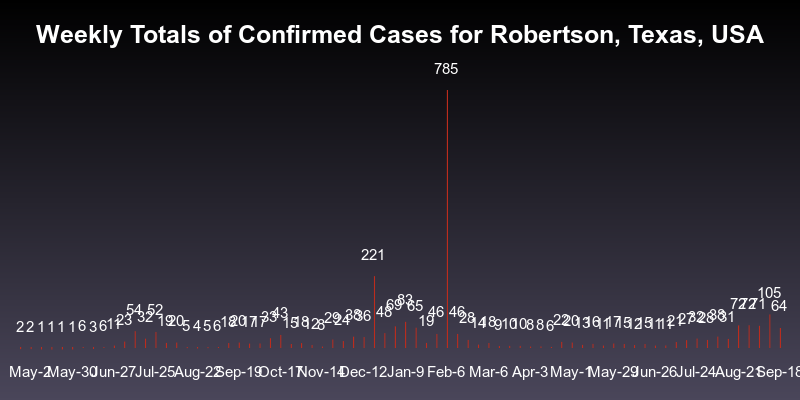 Weekly Totals of Confirmed Cases for Robertson, Texas, USA
785
221
105
83
69 65 64
54 52 48 46 46 43
72 72 71
32 33 29 24 38 36 28 27 32 28 38 31
11 23 19 20 18 20 17 17 15 18 12 8 19 14 18 9 10 10 8 8 6 22 20 13 16 11 17 15 12 15 11 11 21
2 2 1 1 1 1 6 3 6 5 4 5 6
May-2 May-30 Jun-27 Jul-25 Aug-22 Sep-19 Oct-17 Nov-14 Dec-12 Jan-9 Feb-6 Mar-6 Apr-3 May-1 May-29 Jun-26 Jul-24 Aug-21 Sep-18